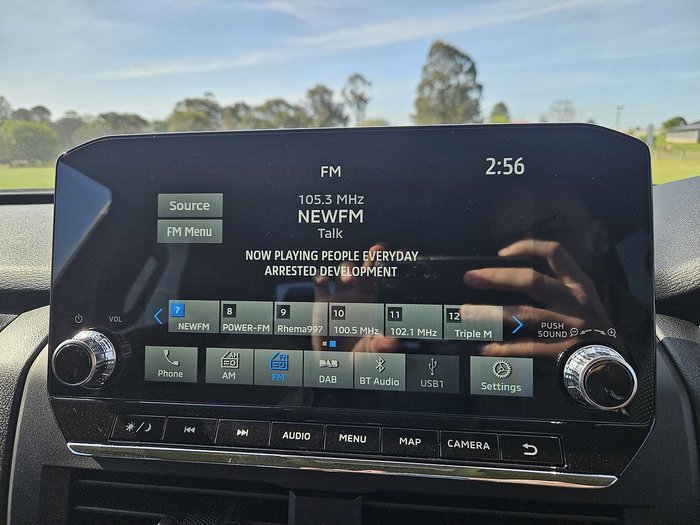 FM
2:56
105.3 MHz
Source
NEWFM
FM Menu
Talk
NOW PLAYING PEOPLE EVERYDAY
ARRESTED DEVELOPMENT
7 8 9 10 11 12
NEWFM POWER-FM Rhema997 100.5 MHz 102.1 MHz Triple M
VOL
PUSH
SOUND
Phone AM FM DAB BT Audio USB1 Settings
AUDIO MENU MAP CAMERA